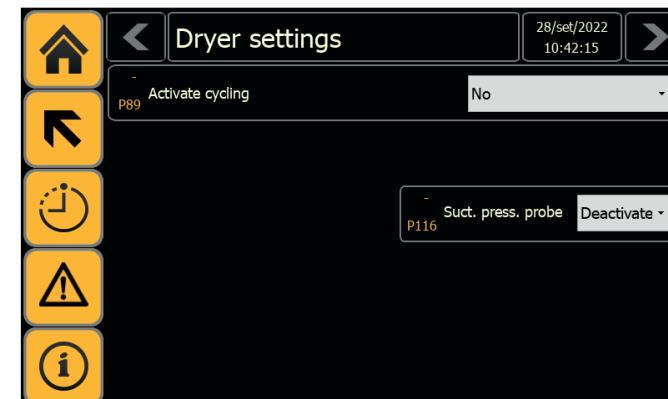 Dryer settings
28/set/2022
10:42:15
-
P89 Activate cycling No
-
P116 Suct. press. probe Deactivate